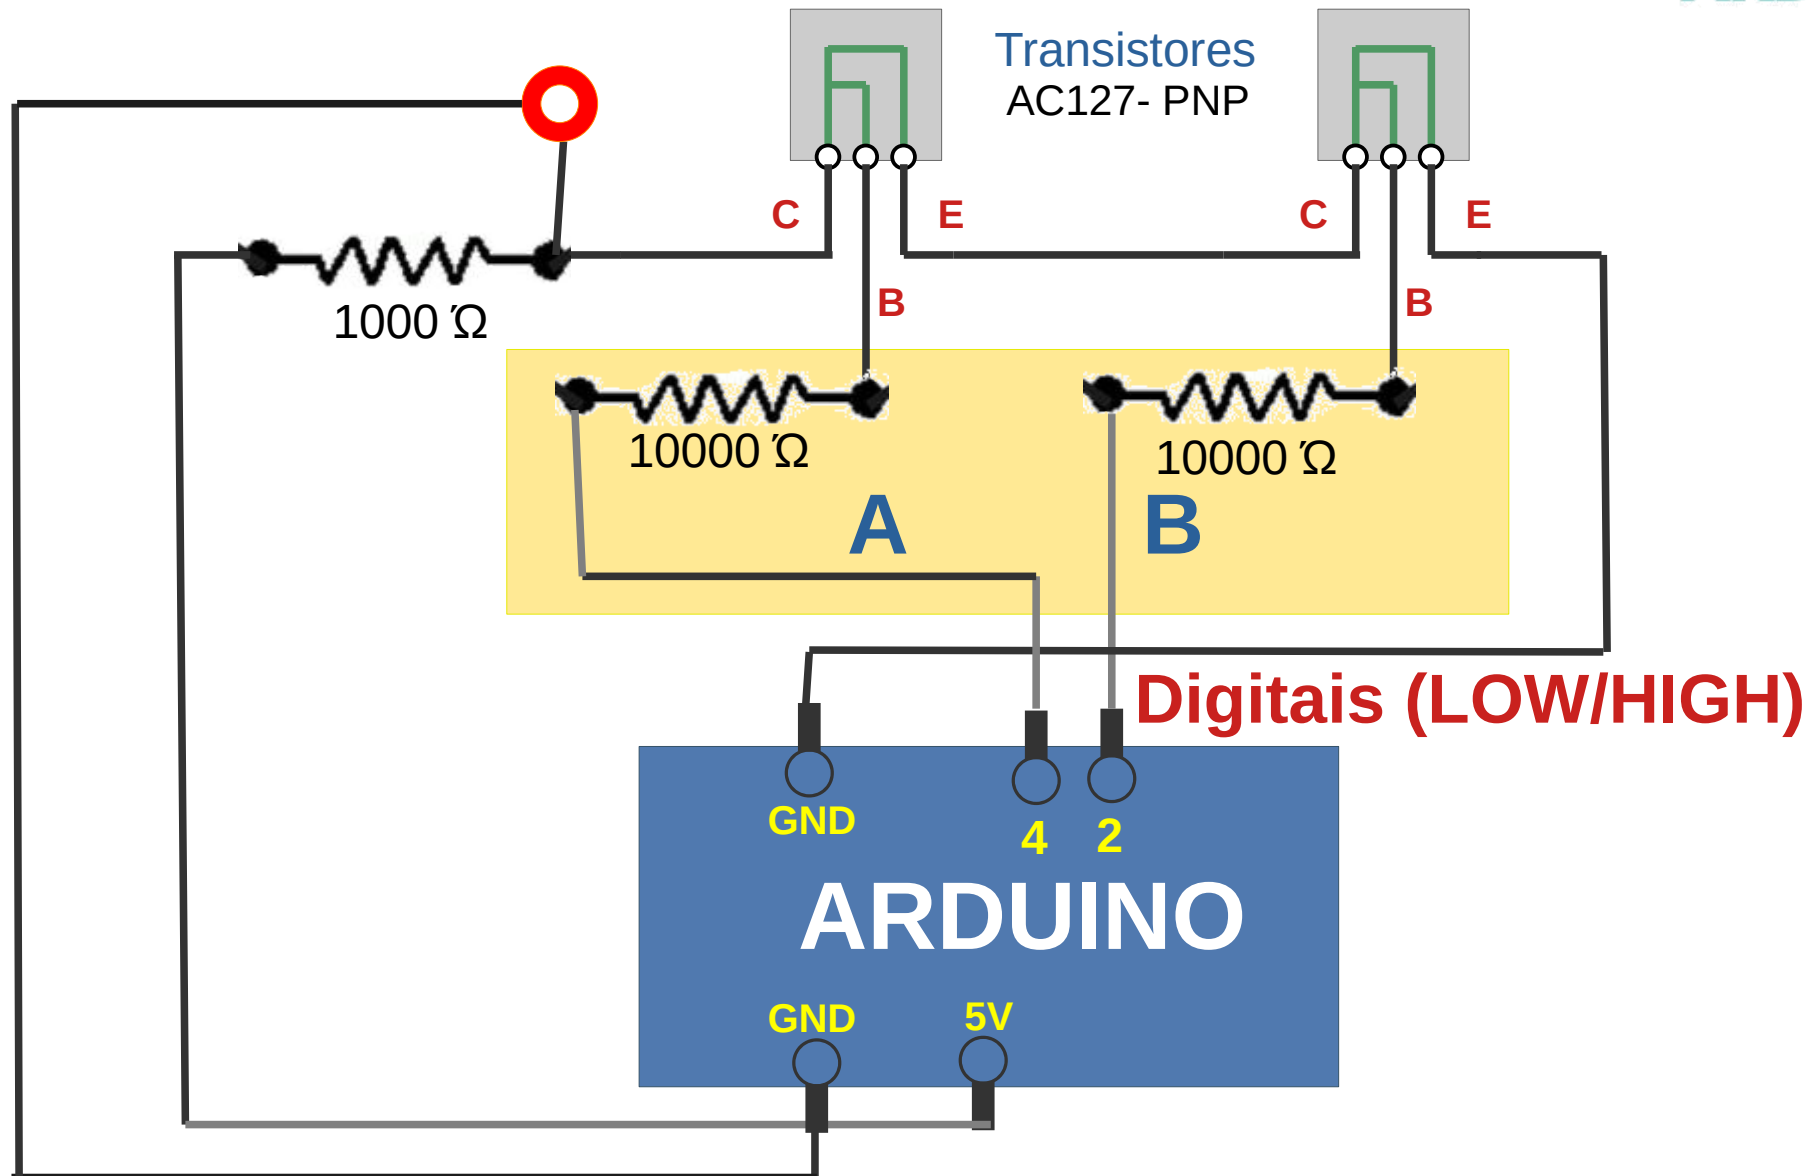 Transistores
AC127- PNP
C
E
C
E
B
B
1000 Ώ
10000 Ώ
10000 Ώ
A
B
Digitais (LOW/HIGH)
GND
4
2
ARDUINO
GND
5V